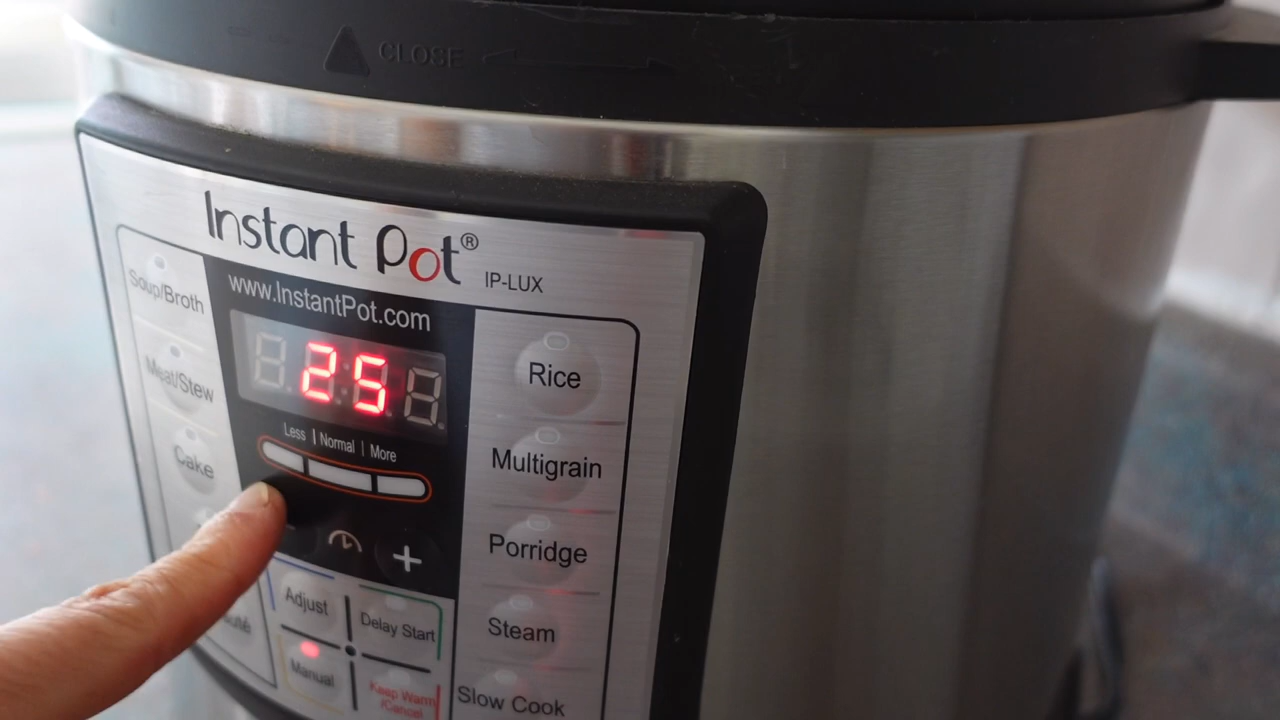 CLOSE
Instant Pot®
IP-LUX
www.InstantPot.com
25
Less | Normal | More
Soup/Broth
Meat/Stew
Cake
Rice
Multigrain
Porridge
Steam
Slow Cook
- +
Adjust
Delay Start
Manual
Keep Warm
/Cancel